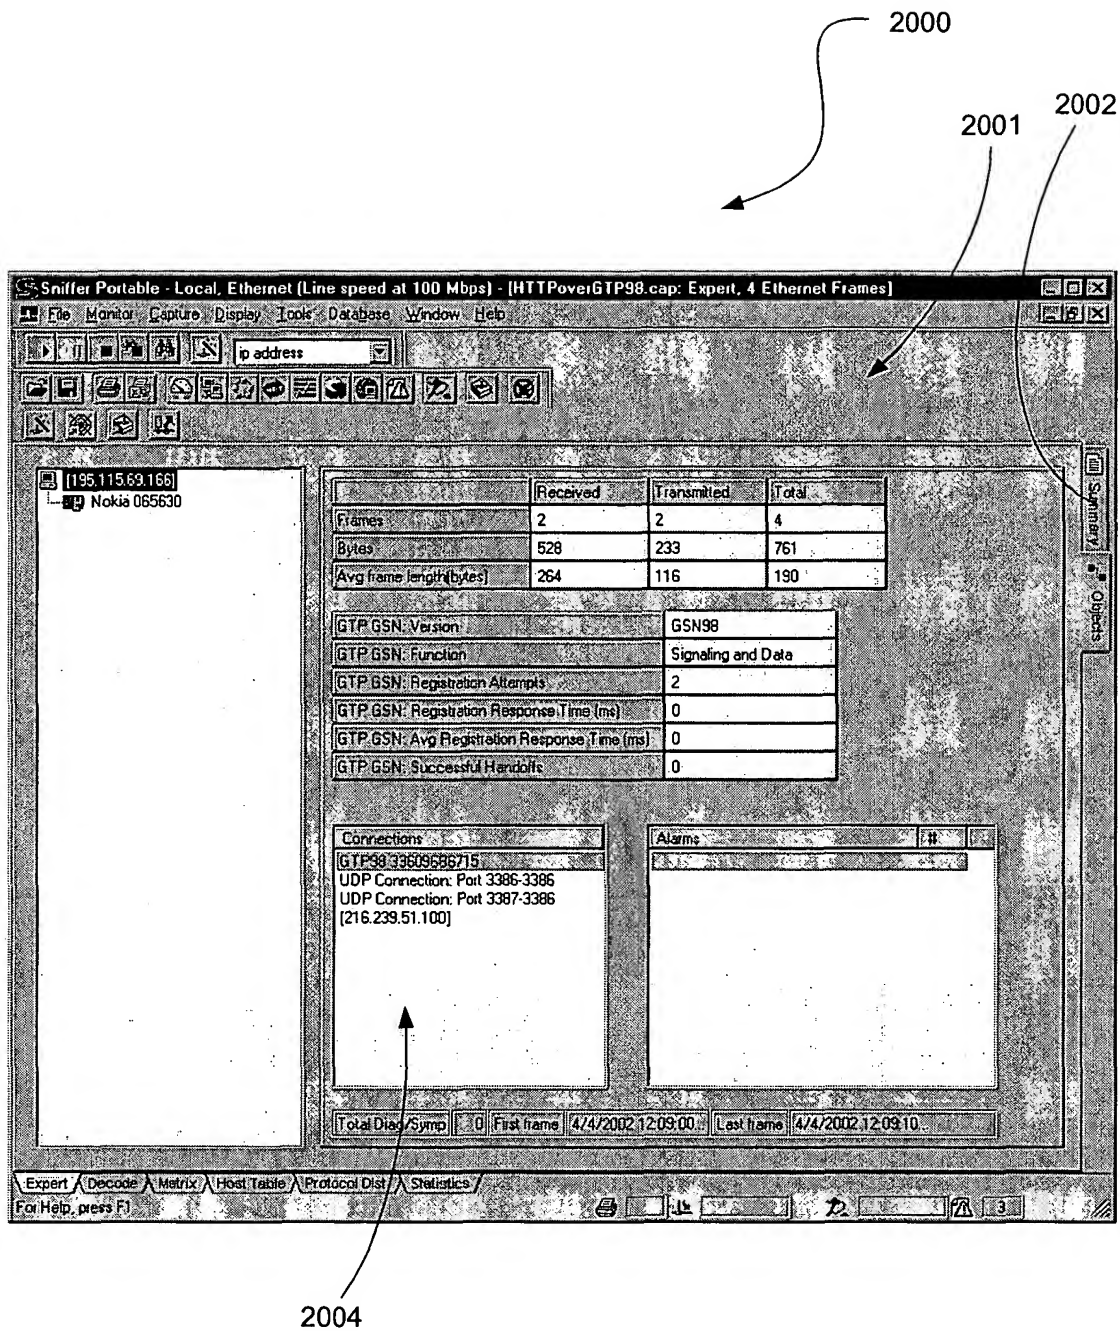 2000
2001
2002
Sniffer Portable - Local, Ethernet (Line speed at 100 Mbps) - [HTTPoverGTP98.cap: Expert, 4 Ethernet Frames]
File Monitor Capture Display Tools Database Window Help
ip address
[195.115.69.166]
Nokia 065630
Received Transmitted Total
Frames 2 2 4
Bytes 528 233 761
Avg frame length(bytes) 264 116 190
GTP GSN: Version GSN98
GTP GSN: Function Signaling and Data
GTP GSN: Registration Attempts 2
GTP GSN: Registration Response Time (ms) 0
GTP GSN: Avg Registration Response Time (ms) 0
GTP GSN: Successful Handoffs 0
Connections
GTP98 33609686715
UDP Connection: Port 3386-3386
UDP Connection: Port 3387-3386
[216.239.51.100]
Alarms #
Summary
Objects
Total Diag/Symp 0 First frame 4/4/2002 12:09:00... Last frame 4/4/2002 12:09:10...
Expert Decode Matrix Host Table Protocol Dist Statistics
For Help, press F1
3
2004